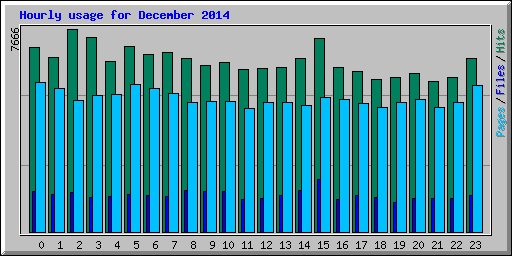 Hourly usage for December 2014
7666
Pages / Files / Hits
0 1 2 3 4 5 6 7 8 9 10 11 12 13 14 15 16 17 18 19 20 21 22 23